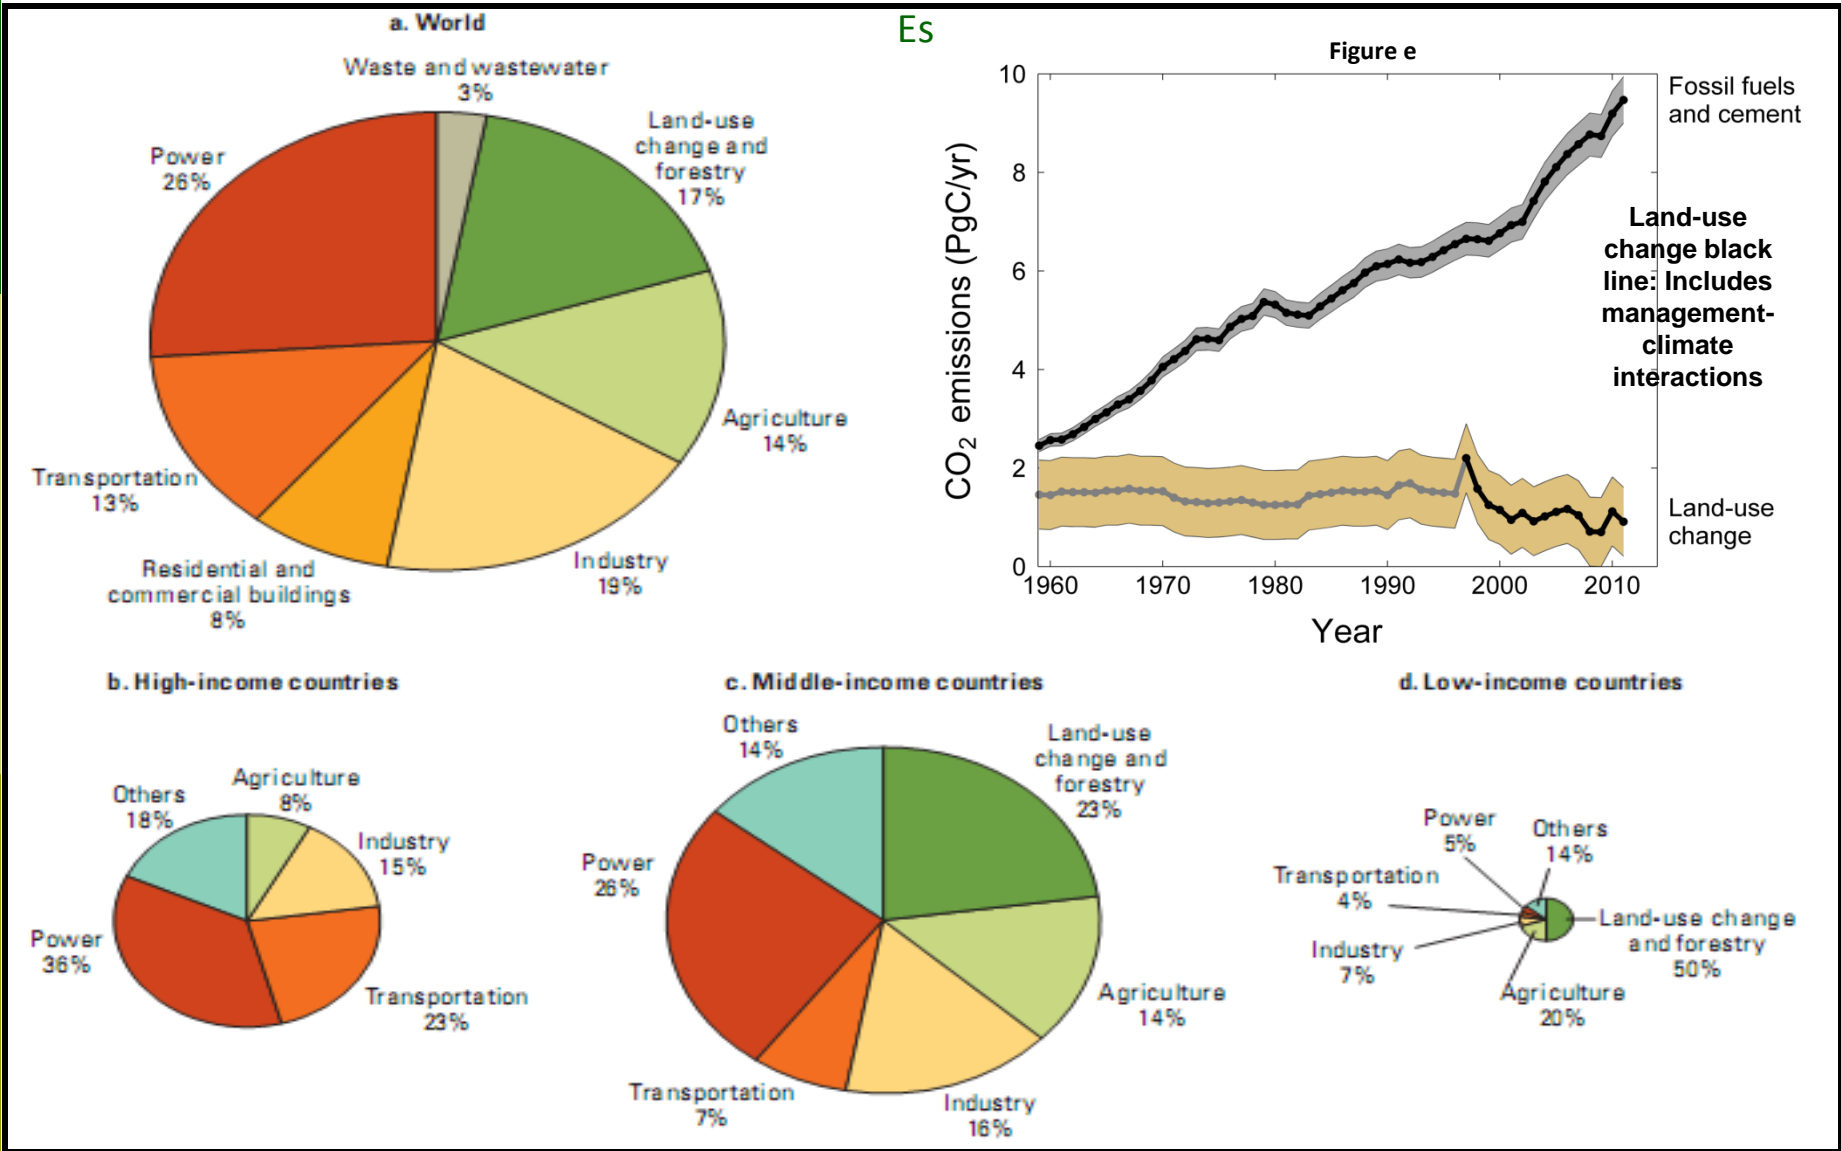 a. World
Es
Waste and wastewater
3%
Land-use
change and
forestry
17%
Power
26%
Agriculture
14%
Transportation
13%
Industry
19%
Residential and
commercial buildings
8%
Figure e
10
8
6
4
2
0
CO₂ emissions (PgC/yr)
1960
1970
1980
1990
2000
2010
Year
Fossil fuels
and cement
Land-use
change black
line: Includes
management-
climate
interactions
Land-use
change
b. High-income countries
Others
18%
Agriculture
8%
Industry
15%
Power
36%
Transportation
23%
c. Middle-income countries
Others
14%
Land-use
change and
forestry
23%
Power
26%
Agriculture
14%
Transportation
7%
Industry
16%
d. Low-income countries
Power
5%
Others
14%
Transportation
4%
Land-use change
and forestry
50%
Industry
7%
Agriculture
20%